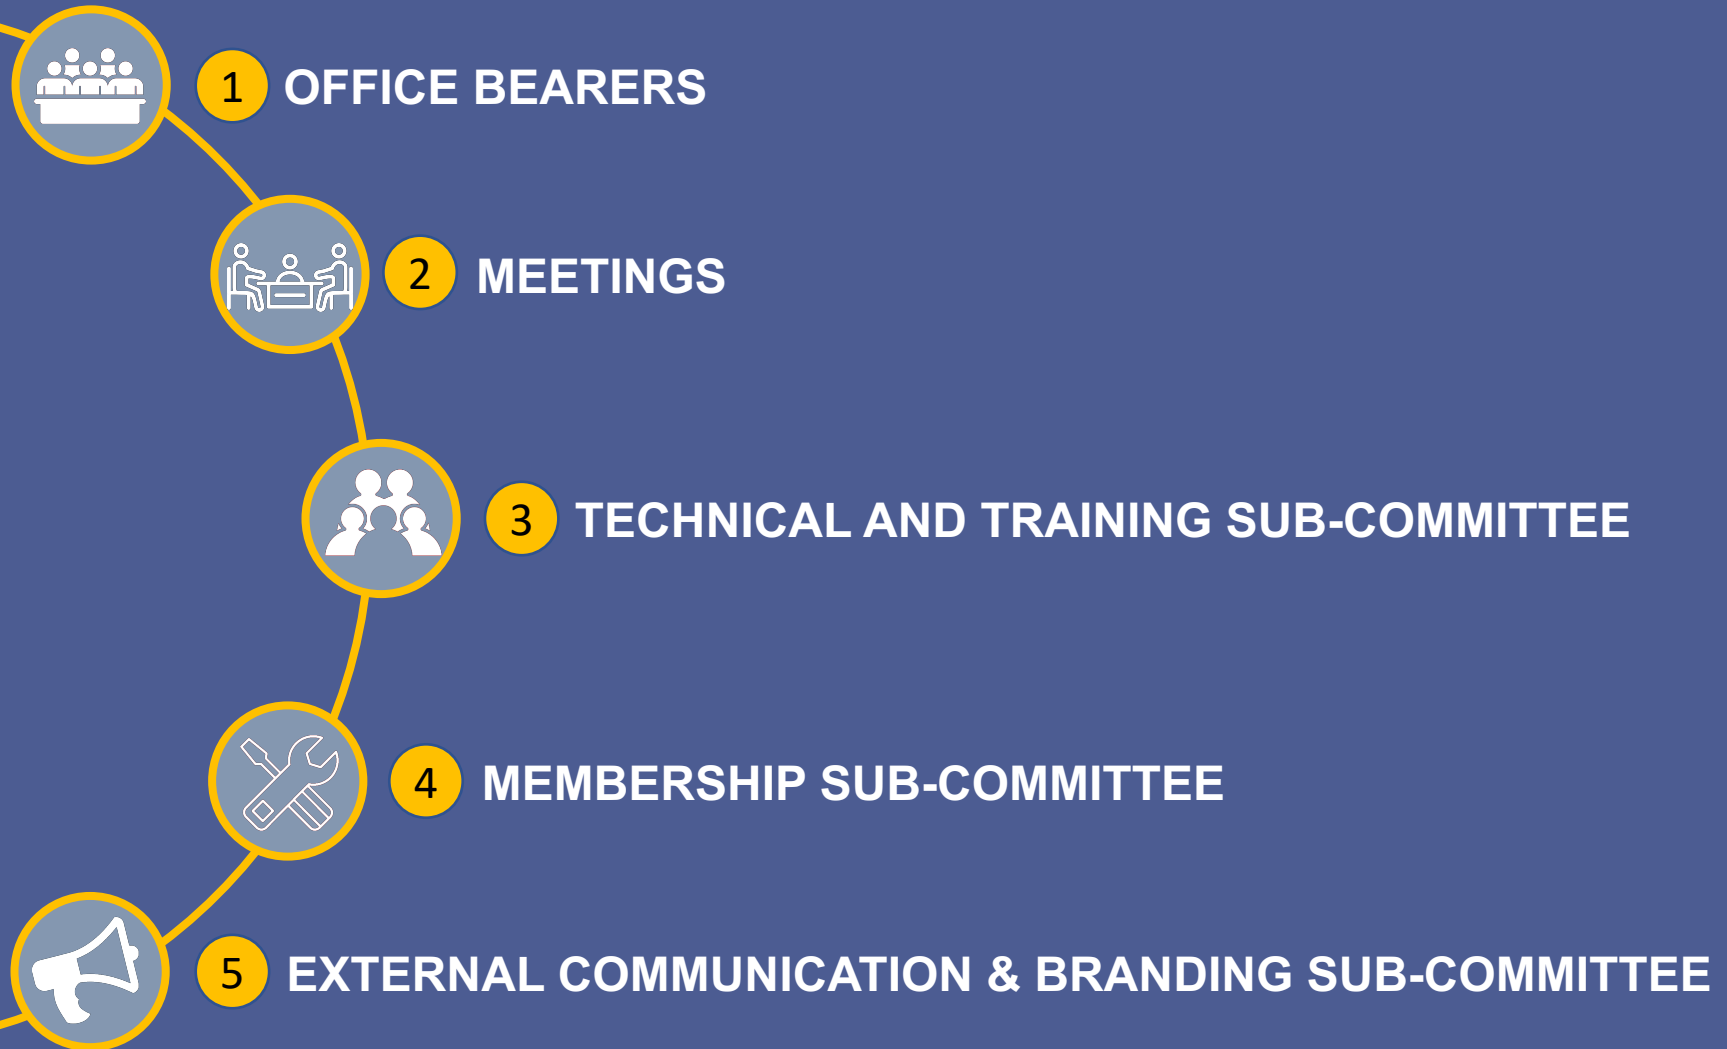 1 OFFICE BEARERS
2 MEETINGS
3 TECHNICAL AND TRAINING SUB-COMMITTEE
4 MEMBERSHIP SUB-COMMITTEE
5 EXTERNAL COMMUNICATION & BRANDING SUB-COMMITTEE